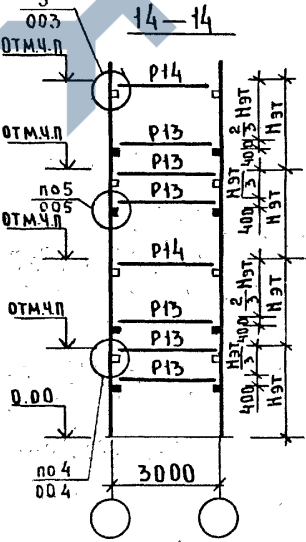 003
14-14
ОТМ.Ч.П
Р14
ОТМ.Ч.П
Р13
Р13
по5
005
Р13
ОТМ.Ч.П
Р14
ОТМ.Ч.П
Р13
Р13
Р13
0.00
по4
004
3000
2/3 Нэт
400
Нэт
Нэт/3
400
Нэт
2/3 Нэт
400
Нэт
Нэт/3
400
Нэт